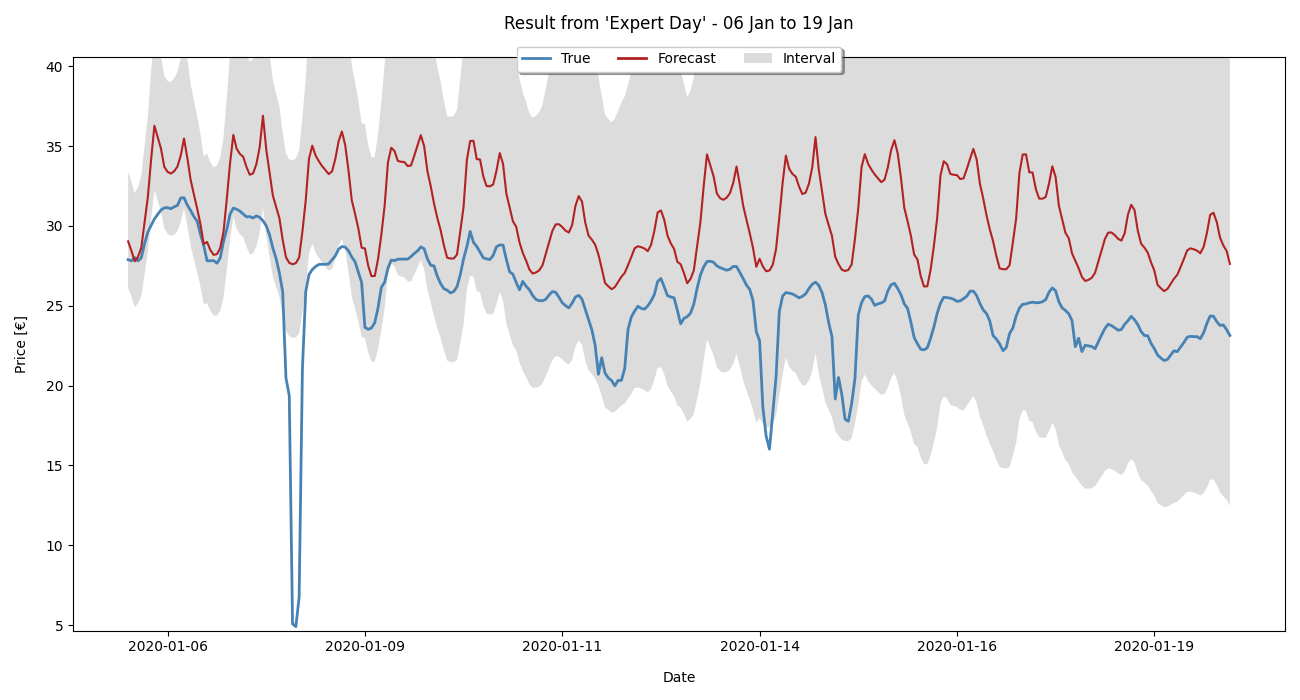 Result from 'Expert Day' - 06 Jan to 19 Jan
True Forecast Interval
Price [€]
40
35
30
25
20
15
10
5
2020-01-06 2020-01-09 2020-01-11 2020-01-14 2020-01-16 2020-01-19
Date